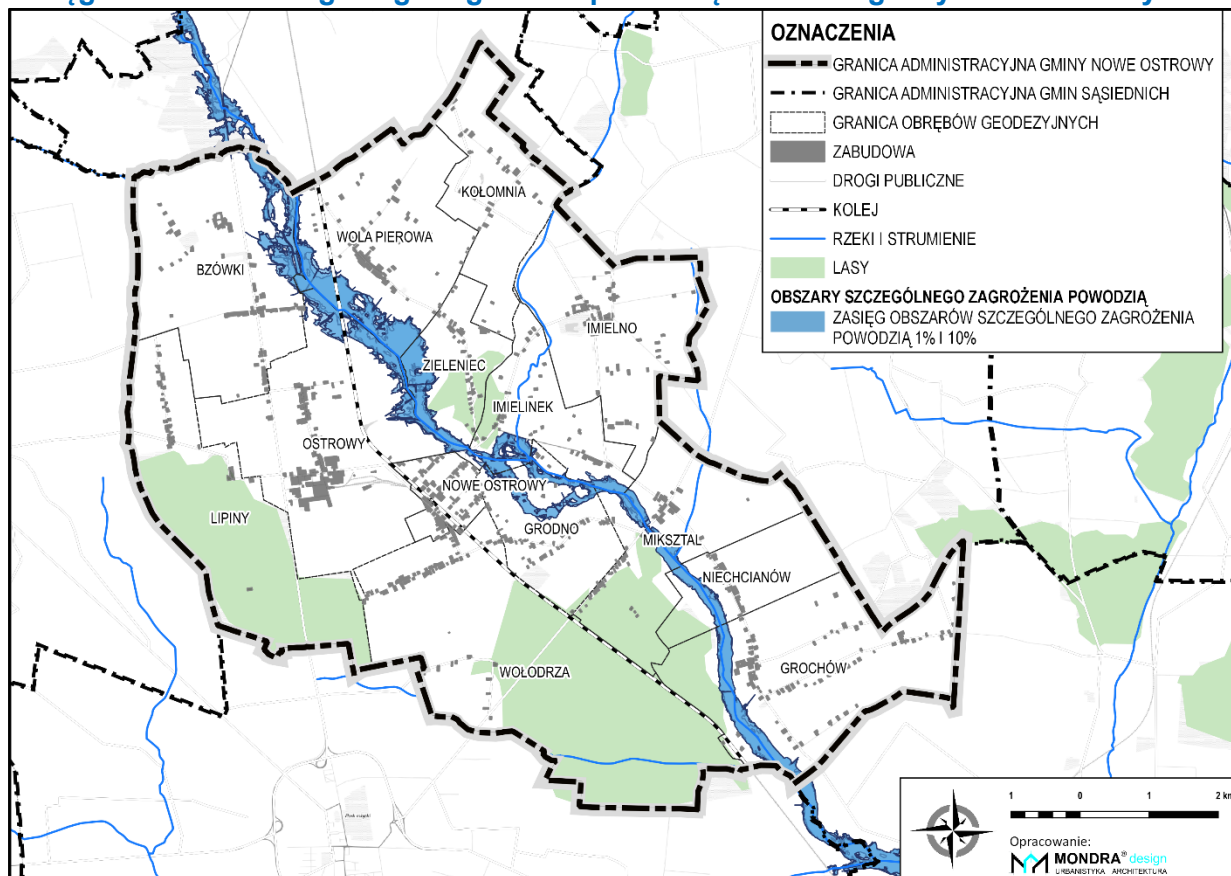 OZNACZENIA
GRANICA ADMINISTRACYJNA GMINY NOWE OSTROWY
GRANICA ADMINISTRACYJNA GMIN SĄSIEDNICH
GRANICA OBRĘBÓW GEODEZYJNYCH
ZABUDOWA
DROGI PUBLICZNE
KOLEJ
RZEKI I STRUMIENIE
LASY
OBSZARY SZCZEGÓLNEGO ZAGROŻENIA POWODZIĄ
ZASIĘG OBSZARÓW SZCZEGÓLNEGO ZAGROŻENIA
POWODZIĄ 1% I 10%
KOŁOMNIA
WOLA PIEROWA
BZÓWKI
IMIELNO
ZIELENIEC
IMIELINEK
OSTROWY
NOWE OSTROWY
LIPINY
GRODNO
MIKSZTAL
NIECHCIANÓW
GROCHÓW
WOŁODRZA
1 0 1 2 km
Opracowanie:
MONDRA® design
URBANISTYKA ARCHITEKTURA